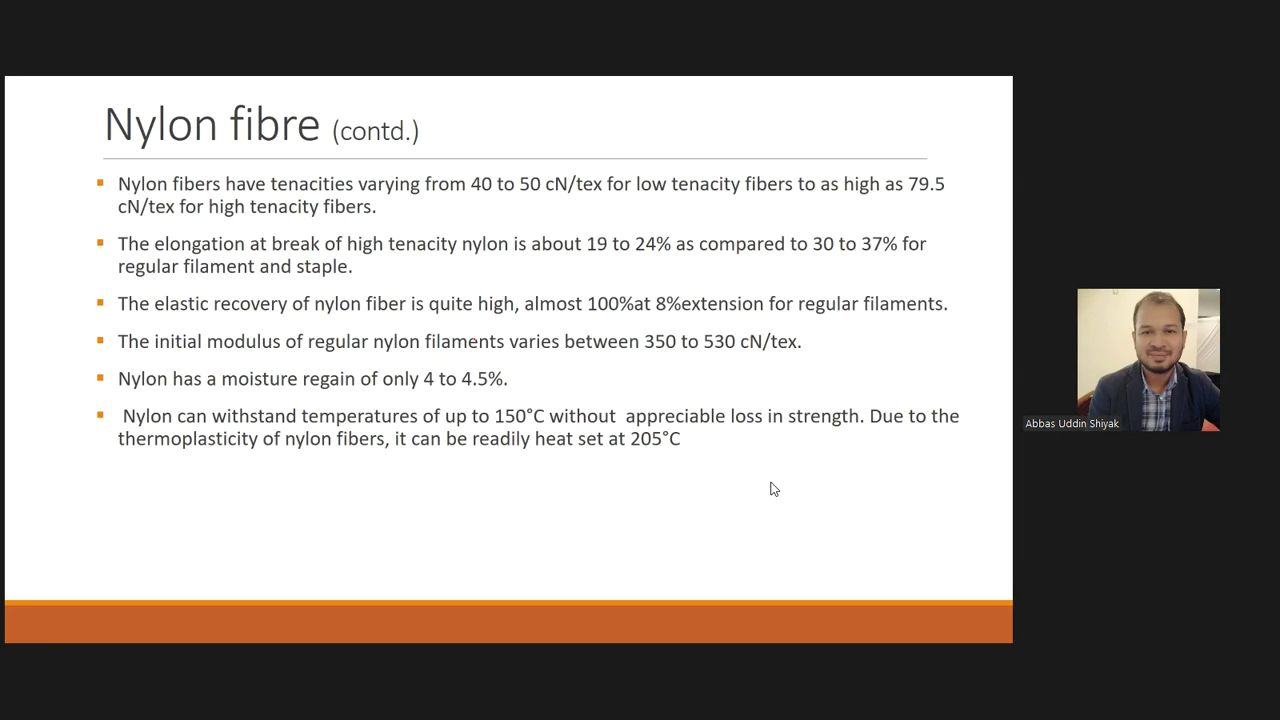 Nylon fibre (contd.)
▪ Nylon fibers have tenacities varying from 40 to 50 cN/tex for low tenacity fibers to as high as 79.5
cN/tex for high tenacity fibers.
▪ The elongation at break of high tenacity nylon is about 19 to 24% as compared to 30 to 37% for
regular filament and staple.
▪ The elastic recovery of nylon fiber is quite high, almost 100%at 8%extension for regular filaments.
▪ The initial modulus of regular nylon filaments varies between 350 to 530 cN/tex.
▪ Nylon has a moisture regain of only 4 to 4.5%.
▪ Nylon can withstand temperatures of up to 150°C without  appreciable loss in strength. Due to the
thermoplasticity of nylon fibers, it can be readily heat set at 205°C
Abbas Uddin Shiyak